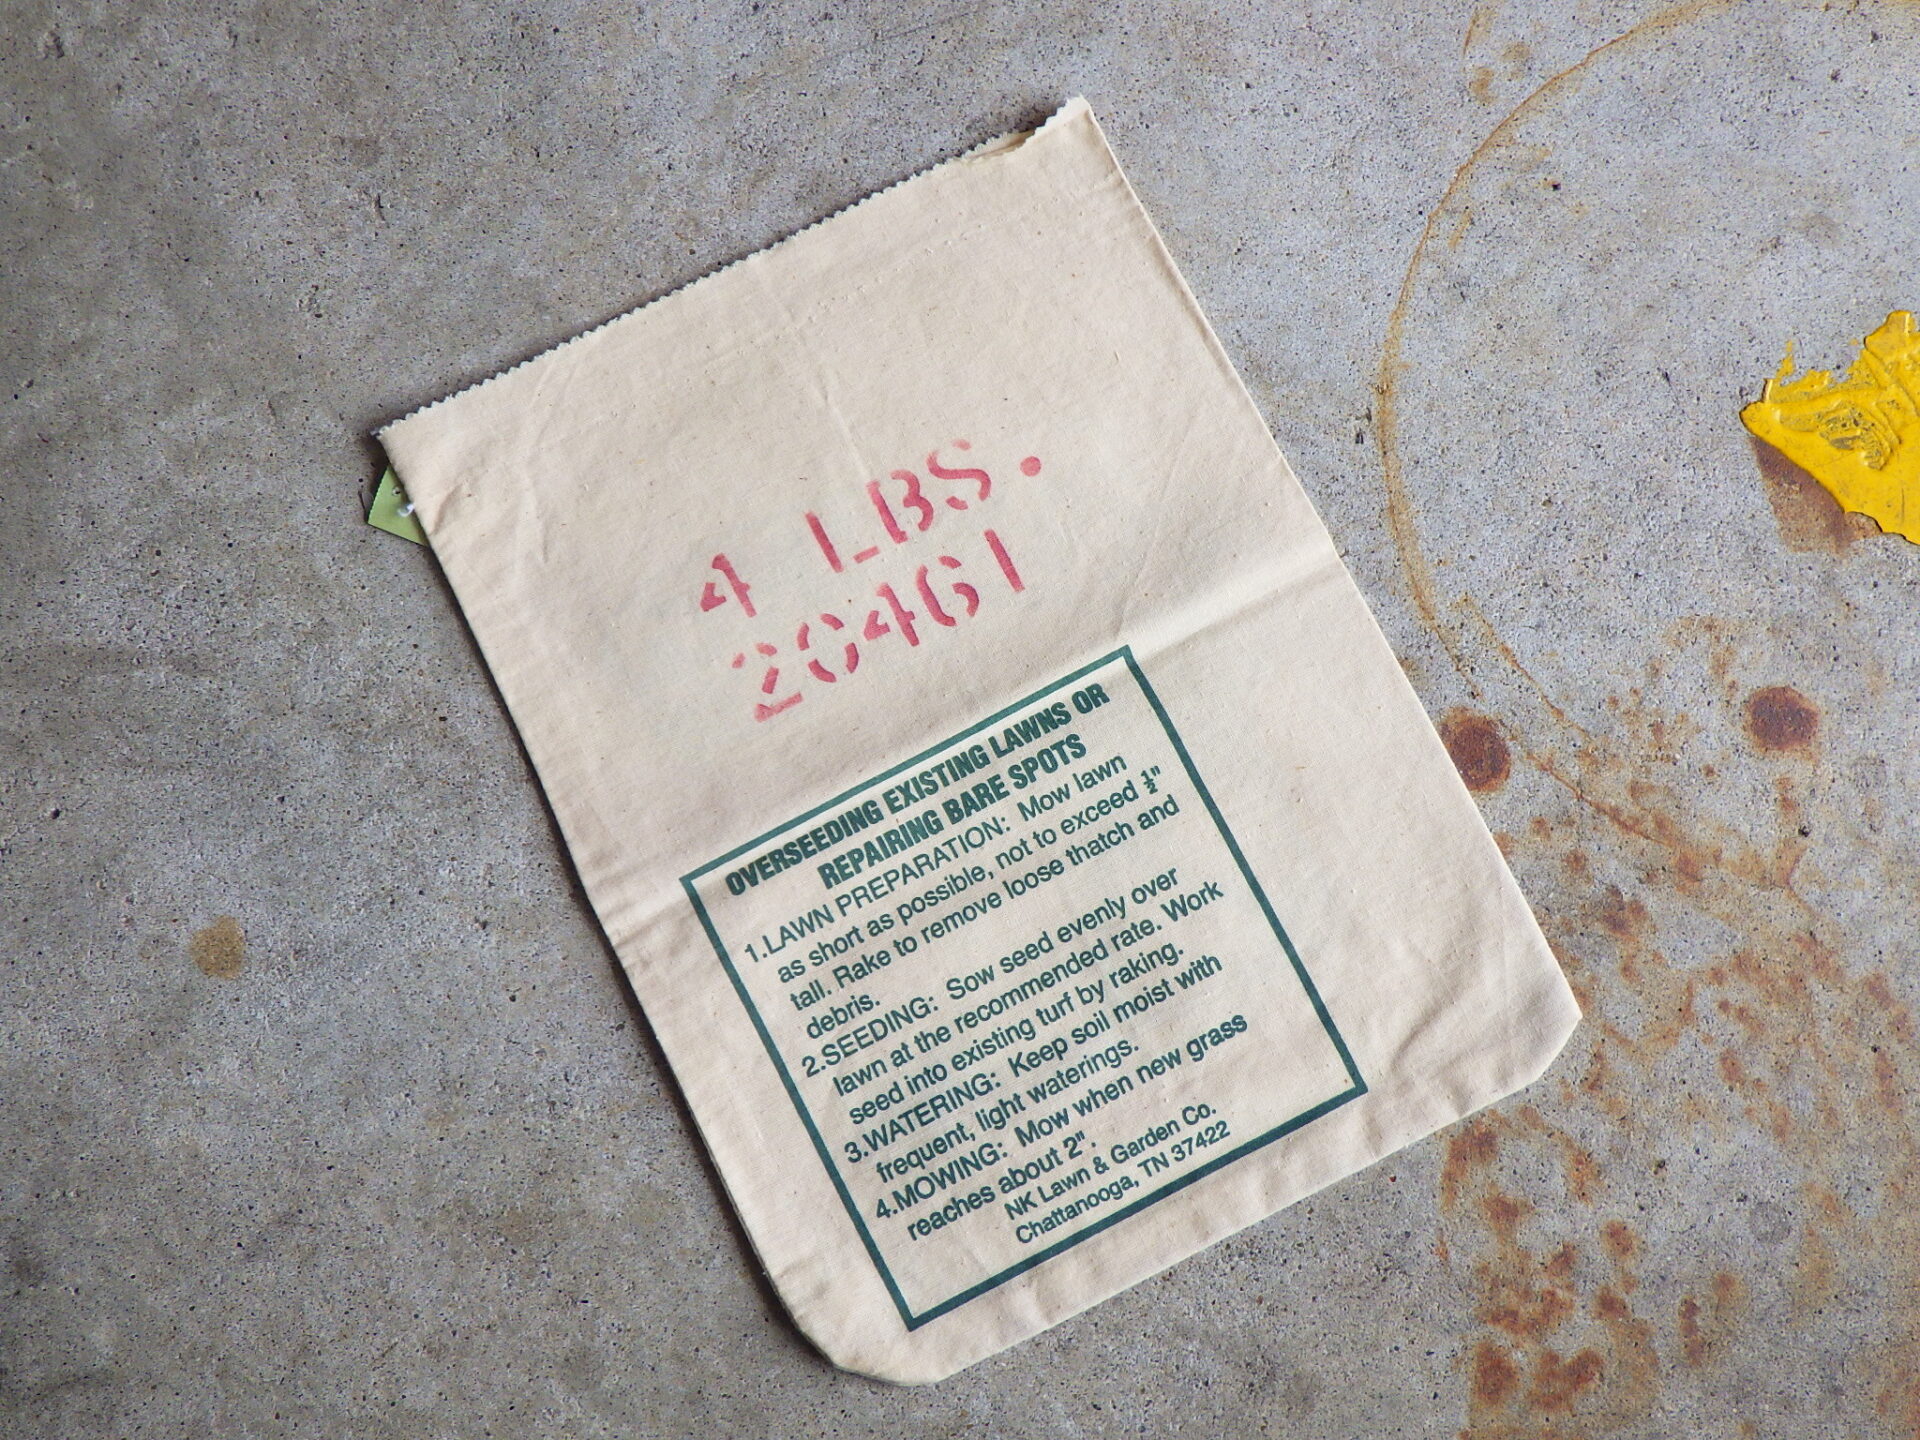 4 LBS.
20461
OVERSEEDING EXISTING LAWNS OR
REPAIRING BARE SPOTS
1.LAWN PREPARATION: Mow lawn
as short as possible, not to exceed ½"
tall. Rake to remove loose thatch and
debris.
2.SEEDING: Sow seed evenly over
lawn at the recommended rate. Work
seed into existing turf by raking.
3.WATERING: Keep soil moist with
frequent, light waterings.
4.MOWING: Mow when new grass
reaches about 2".
NK Lawn & Garden Co.
Chattanooga, TN 37422